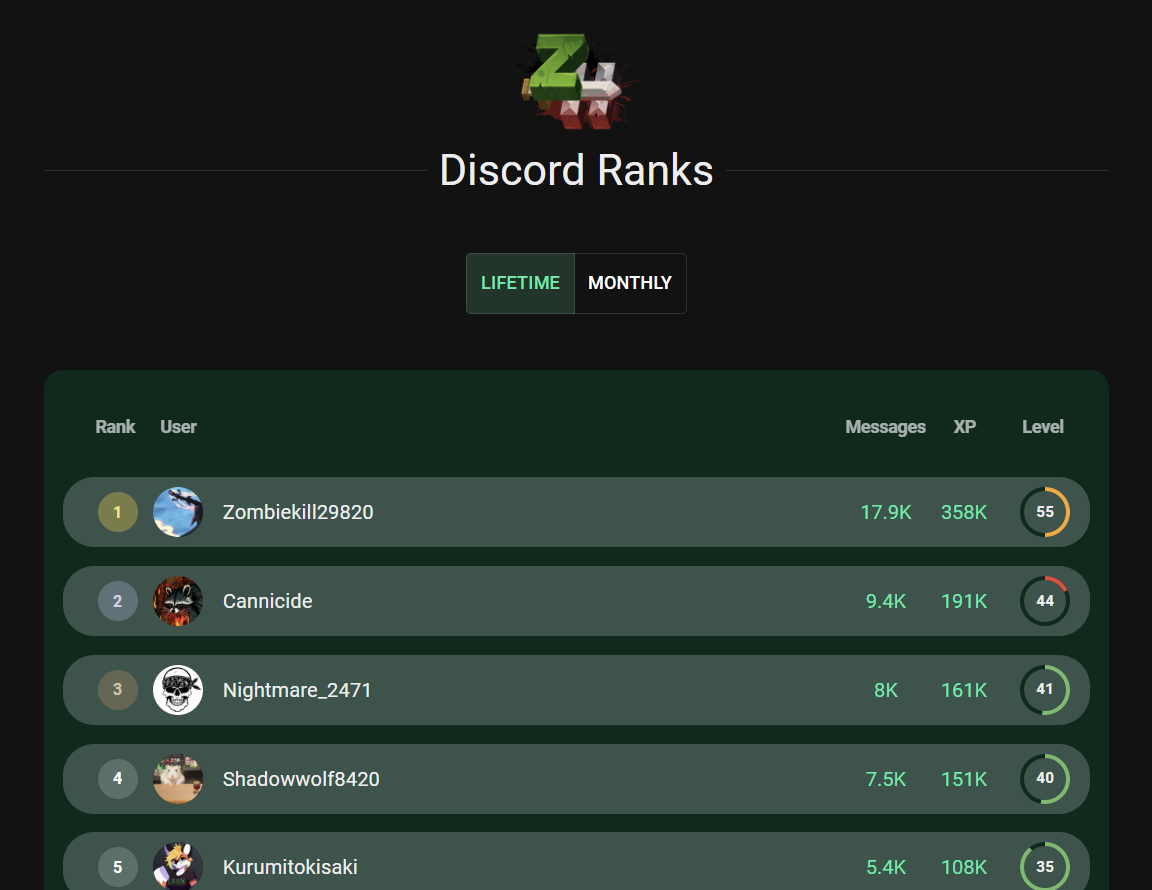 Z
Discord Ranks
LIFETIME MONTHLY
Rank User Messages XP Level
1 Zombiekill29820 17.9K 358K 55
2 Cannicide 9.4K 191K 44
3 Nightmare_2471 8K 161K 41
4 Shadowwolf8420 7.5K 151K 40
5 Kurumitokisaki 5.4K 108K 35